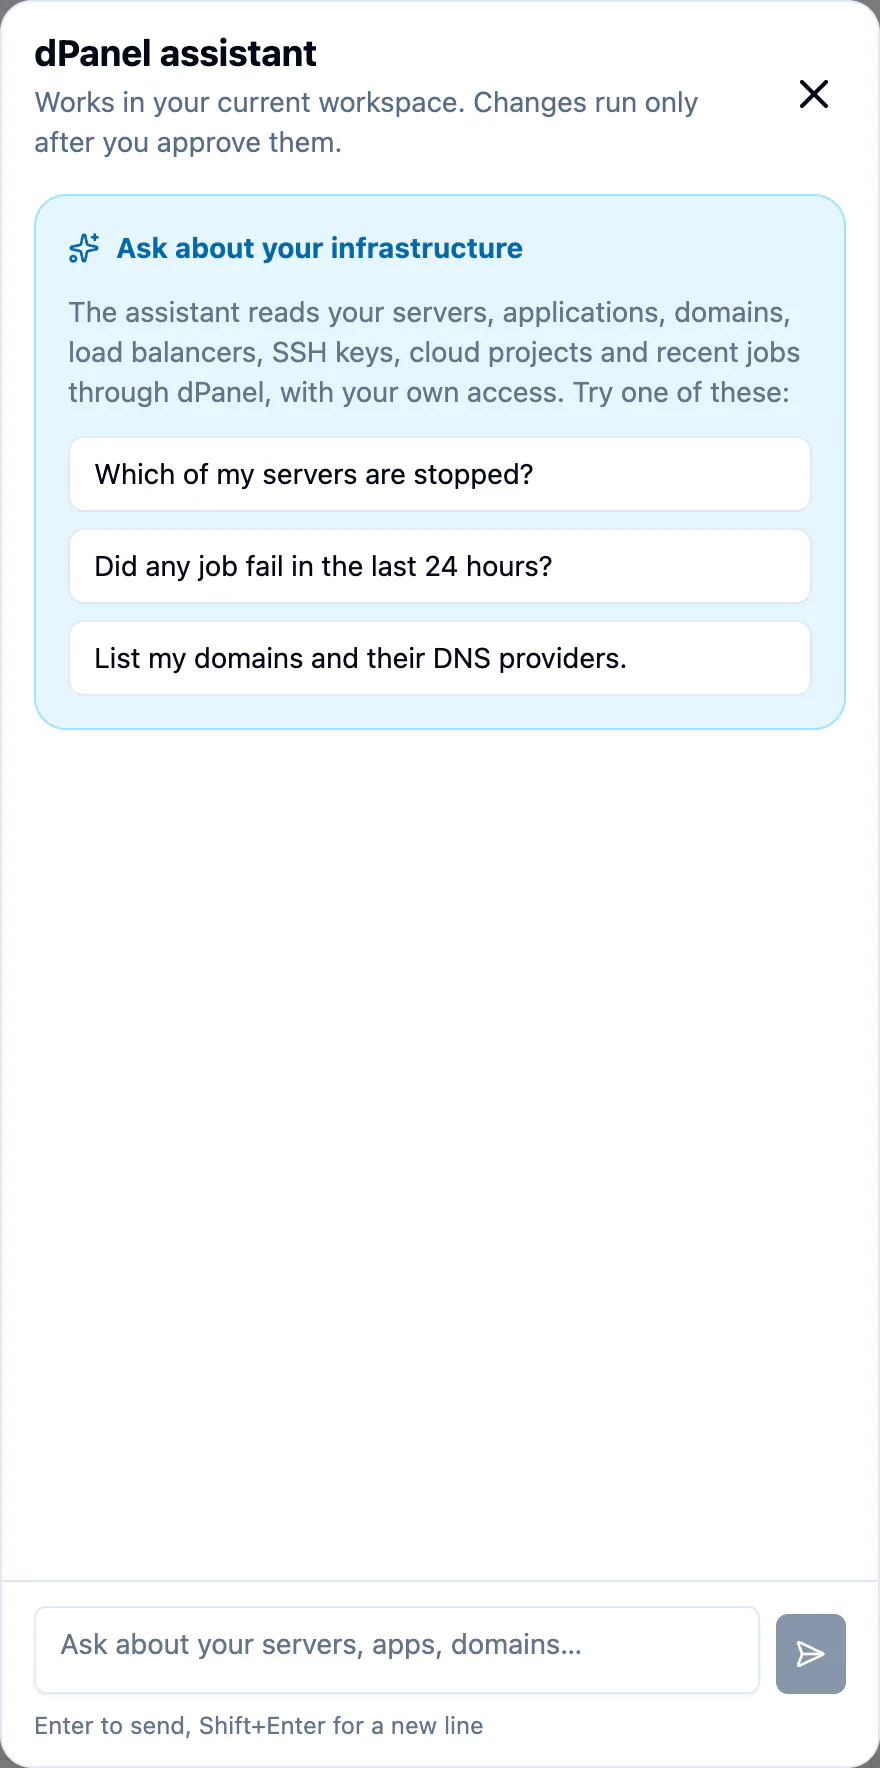 dPanel assistant
Works in your current workspace. Changes run only
after you approve them.
Ask about your infrastructure
The assistant reads your servers, applications, domains,
load balancers, SSH keys, cloud projects and recent jobs
through dPanel, with your own access. Try one of these:
Which of my servers are stopped?
Did any job fail in the last 24 hours?
List my domains and their DNS providers.
Ask about your servers, apps, domains...
Enter to send, Shift+Enter for a new line